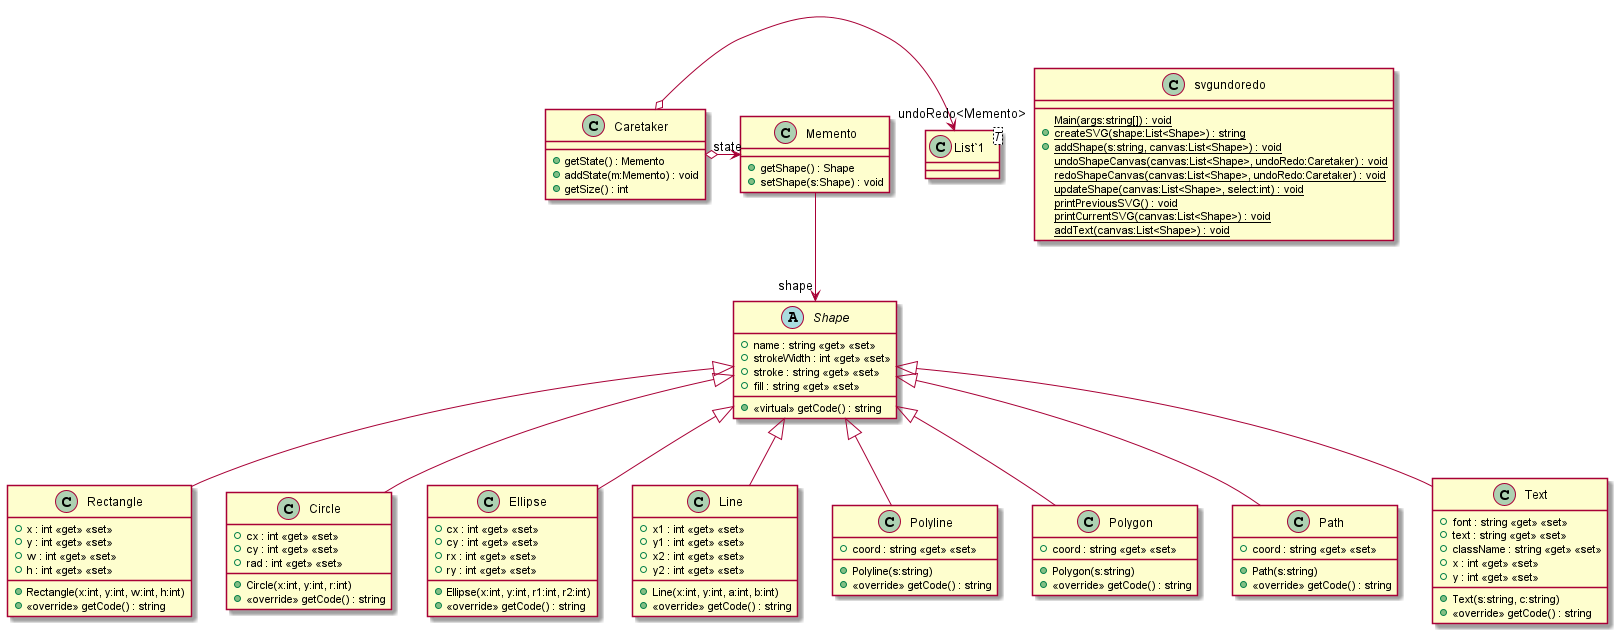 C svgundoredo
Main(args:string[]) : void
createSVG(shape:List<Shape>) : string
addShape(s:string, canvas:List<Shape>) : void
undoShapeCanvas(canvas:List<Shape>, undoRedo:Caretaker) : void
redoShapeCanvas(canvas:List<Shape>, undoRedo:Caretaker) : void
updateShape(canvas:List<Shape>, select:int) : void
printPreviousSVG() : void
printCurrentSVG(canvas:List<Shape>) : void
addText(canvas:List<Shape>) : void
C Caretaker
getState() : Memento
addState(m:Memento) : void
getSize() : int
state
C Memento
getShape() : Shape
setShape(s:Shape) : void
undoRedo<Memento>
C List`1
T
shape
A Shape
name : string «get» «set»
strokeWidth : int «get» «set»
stroke : string «get» «set»
fill : string «get» «set»
«virtual» getCode() : string
C Rectangle
x : int «get» «set»
y : int «get» «set»
w : int «get» «set»
h : int «get» «set»
Rectangle(x:int, y:int, w:int, h:int)
«override» getCode() : string
C Circle
cx : int «get» «set»
cy : int «get» «set»
rad : int «get» «set»
Circle(x:int, y:int, r:int)
«override» getCode() : string
C Ellipse
cx : int «get» «set»
cy : int «get» «set»
rx : int «get» «set»
ry : int «get» «set»
Ellipse(x:int, y:int, r1:int, r2:int)
«override» getCode() : string
C Line
x1 : int «get» «set»
y1 : int «get» «set»
x2 : int «get» «set»
y2 : int «get» «set»
Line(x:int, y:int, a:int, b:int)
«override» getCode() : string
C Polyline
coord : string «get» «set»
Polyline(s:string)
«override» getCode() : string
C Polygon
coord : string «get» «set»
Polygon(s:string)
«override» getCode() : string
C Path
coord : string «get» «set»
Path(s:string)
«override» getCode() : string
C Text
font : string «get» «set»
text : string «get» «set»
className : string «get» «set»
x : int «get» «set»
y : int «get» «set»
Text(s:string, c:string)
«override» getCode() : string